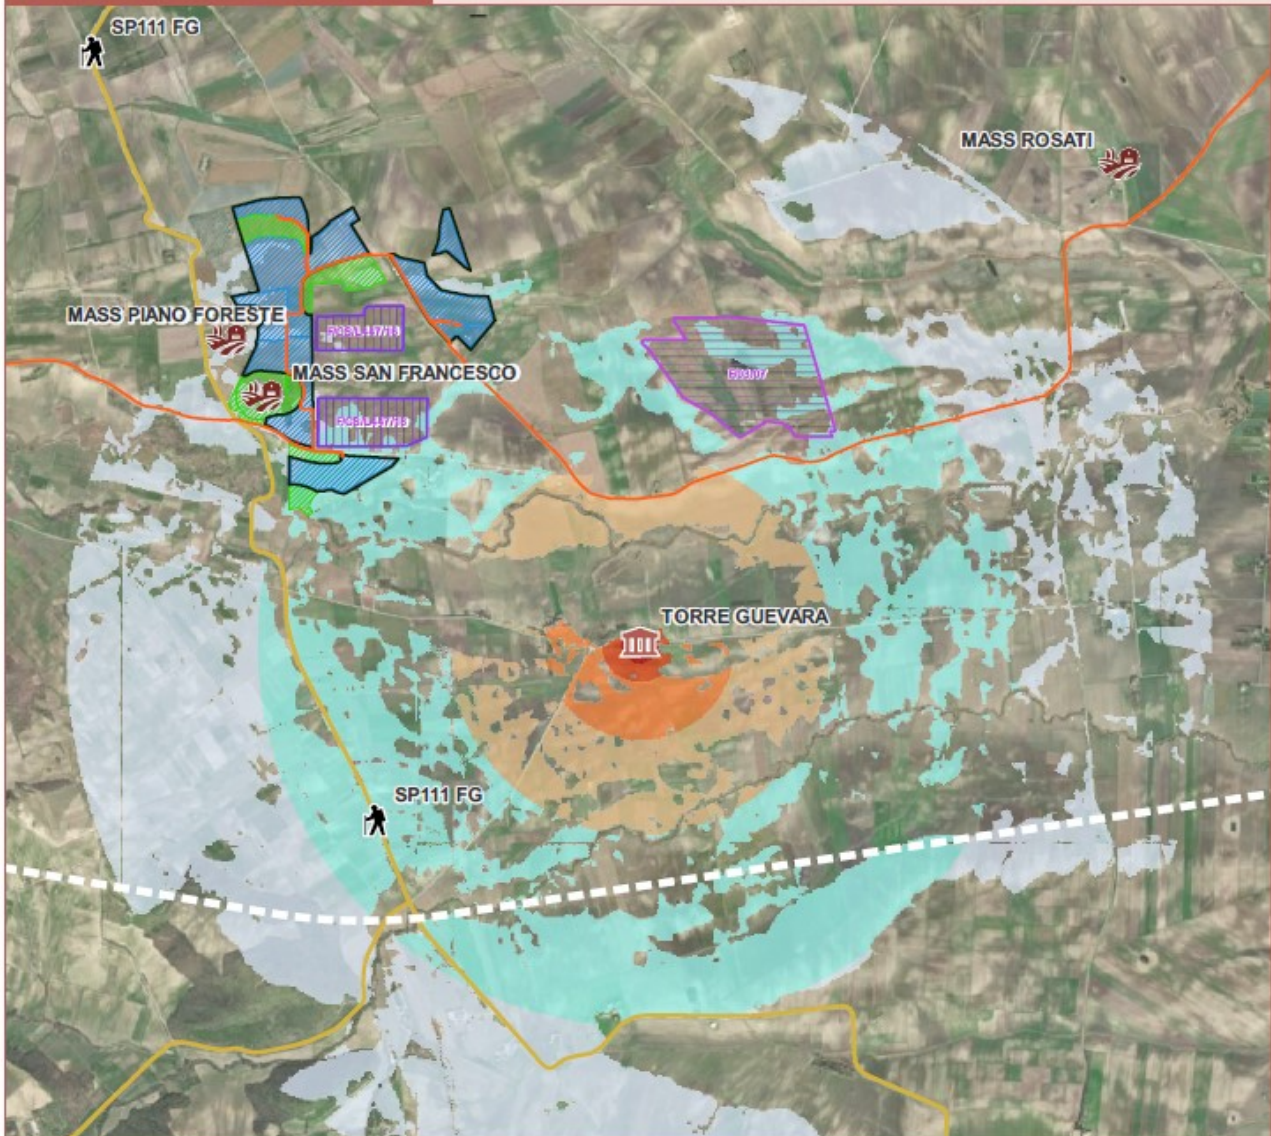 SP111 FG
MASS ROSATI
MASS PIANO FORESTE
MASS SAN FRANCESCO
TORRE GUEVARA
SP111 FG